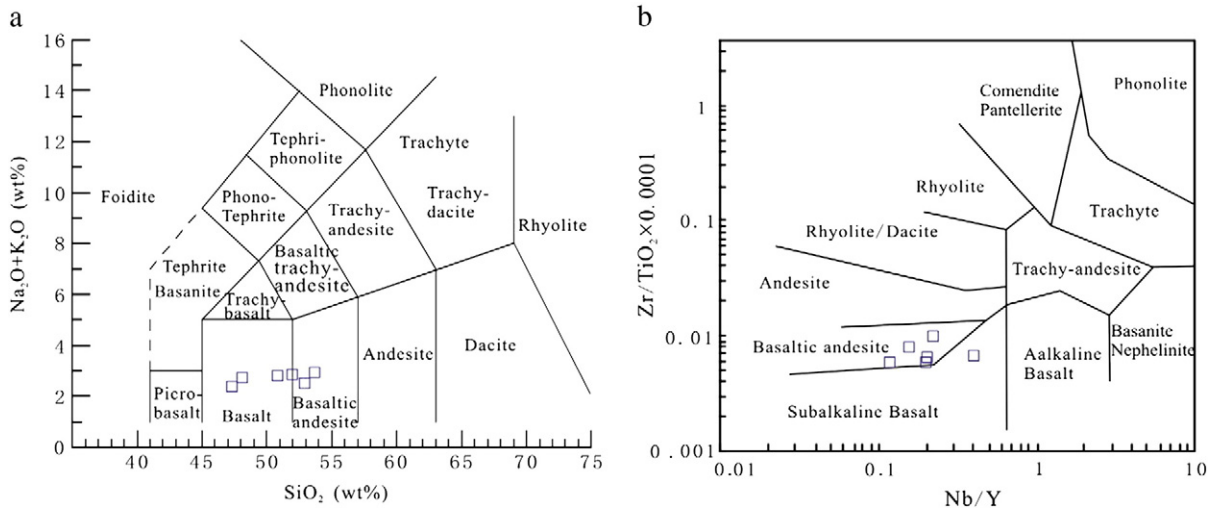 a
16
14
12
10
8
6
4
2
0
Na₂O+K₂O (wt%)
Phonolite
Tephri-
phonolite
Trachyte
Foidite
Phono-
Tephrite
Trachy-
andesite
Trachy-
dacite
Rhyolite
Tephrite
Basanite
Basaltic
trachy-
andesite
Trachy-
basalt
Andesite
Dacite
Picro-
basalt
Basalt
Basaltic
andesite
40
45
50
55
60
65
70
75
SiO₂ (wt%)
b
1
0.1
0.01
0.001
Zr/TiO₂×0.0001
Phonolite
Comendite
Pantellerite
Rhyolite
Trachyte
Rhyolite/Dacite
Andesite
Trachy-andesite
Basaltic andesite
Basanite
Nephelinite
Aalkaline
Basalt
Subalkaline Basalt
0.01
0.1
1
10
Nb/Y